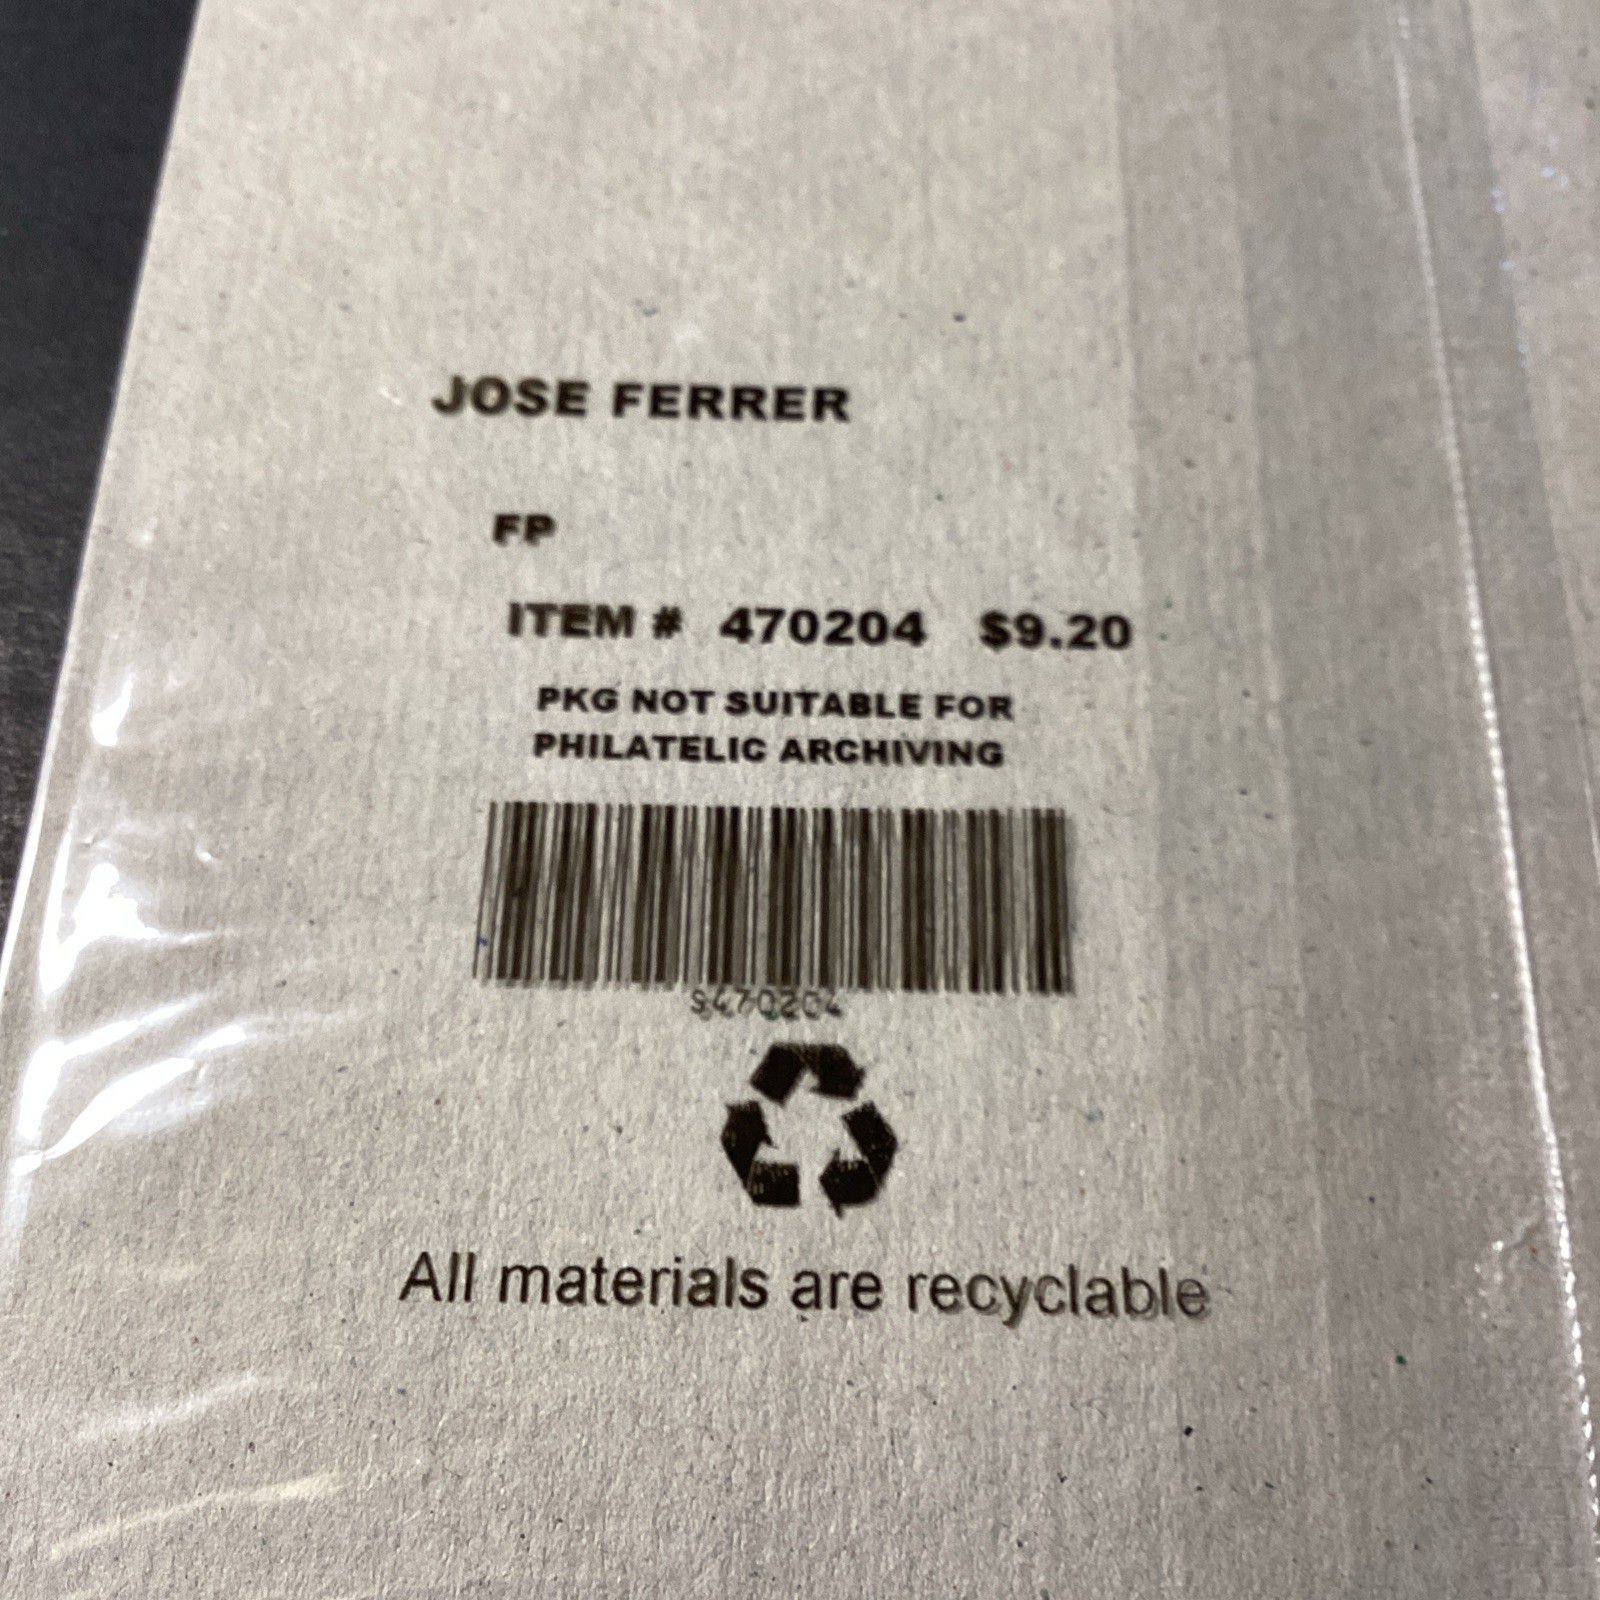 JOSE FERRER
FP
ITEM # 470204 $9.20
PKG NOT SUITABLE FOR
PHILATELIC ARCHIVING
S470204
All materials are recyclable